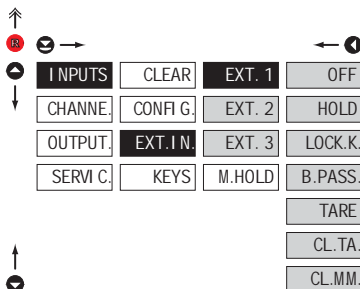 R
INPUTS CLEAR EXT. 1 OFF
CHANNE. CONFIG. EXT. 2 HOLD
OUTPUT. EXT.IN. EXT. 3 LOCK.K.
SERVIC. KEYS M.HOLD B.PASS.
TARE
CL.TA.
CL.MM.